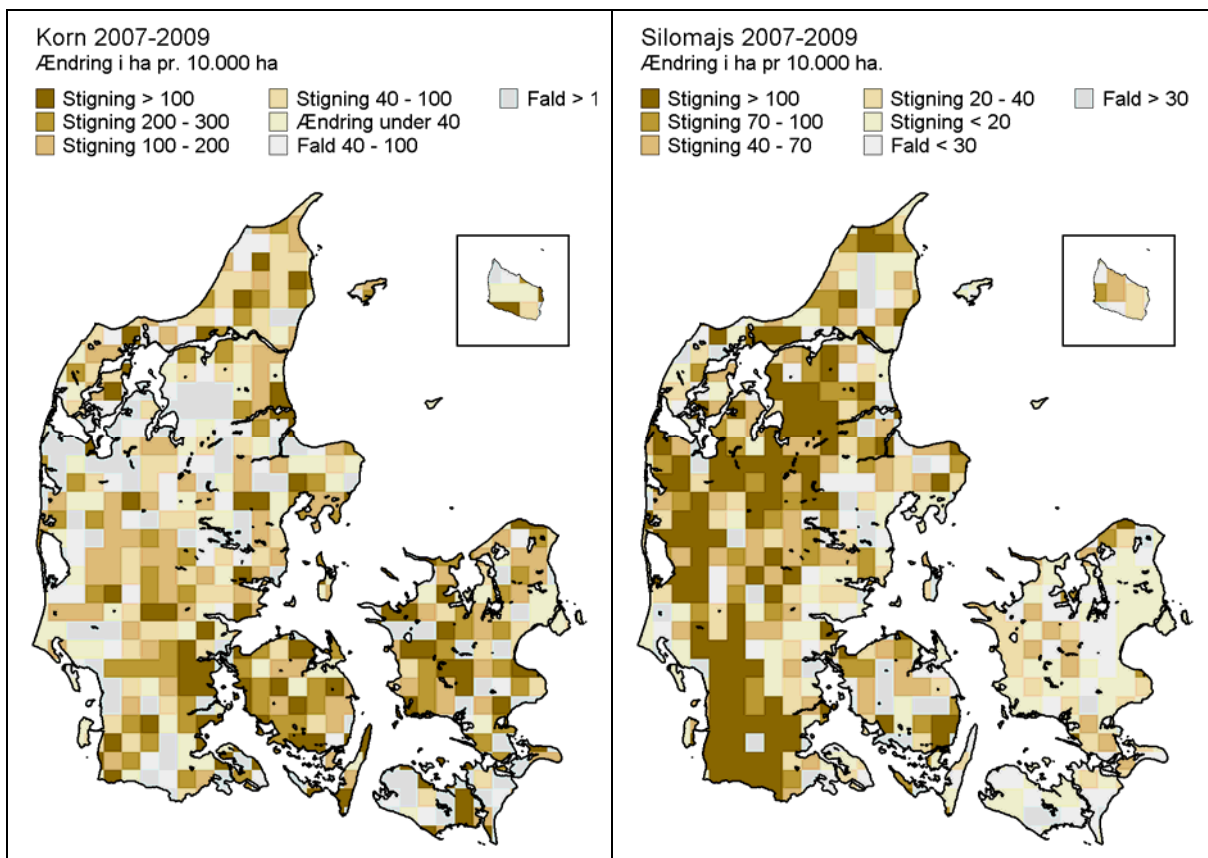 Korn 2007-2009
Ændring i ha pr. 10.000 ha
Stigning > 100
Stigning 200 - 300
Stigning 100 - 200
Stigning 40 - 100
Ændring under 40
Fald 40 - 100
Fald > 1
Silomajs 2007-2009
Ændring i ha pr 10.000 ha.
Stigning > 100
Stigning 70 - 100
Stigning 40 - 70
Stigning 20 - 40
Stigning < 20
Fald < 30
Fald > 30